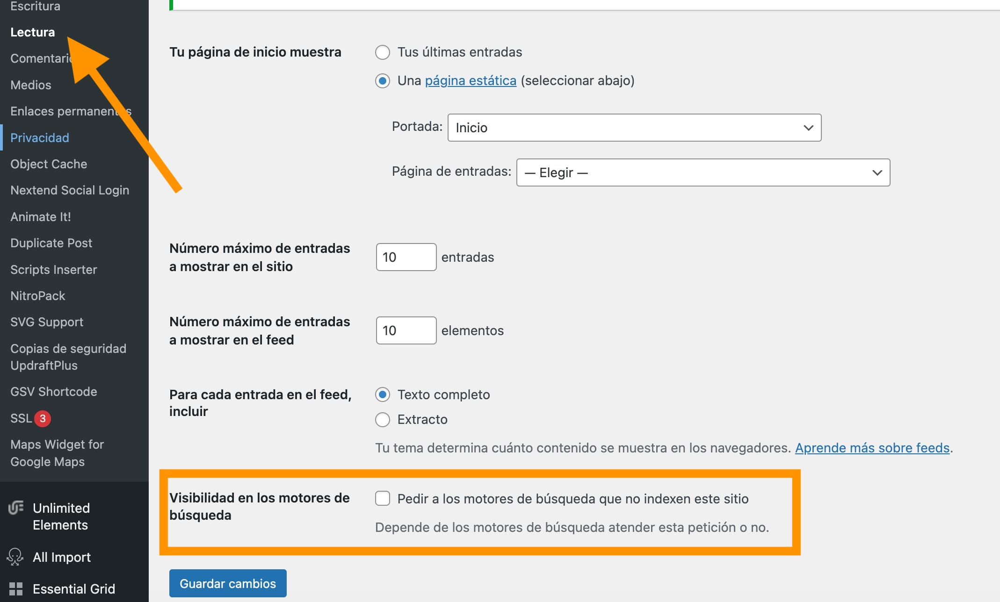 Escritura
Lectura
Comentario
Medios
Enlaces permanentes
Privacidad
Object Cache
Nextend Social Login
Animate It!
Duplicate Post
Scripts Inserter
NitroPack
SVG Support
Copias de seguridad
UpdraftPlus
GSV Shortcode
SSL 3
Maps Widget for
Google Maps
Unlimited
Elements
All Import
Essential Grid
Tu página de inicio muestra
Tus últimas entradas
Una página estática (seleccionar abajo)
Portada: Inicio
Página de entradas: — Elegir —
Número máximo de entradas
a mostrar en el sitio
10 entradas
Número máximo de entradas
a mostrar en el feed
10 elementos
Para cada entrada en el feed,
incluir
Texto completo
Extracto
Tu tema determina cuánto contenido se muestra en los navegadores. Aprende más sobre feeds.
Visibilidad en los motores de
búsqueda
Pedir a los motores de búsqueda que no indexen este sitio
Depende de los motores de búsqueda atender esta petición o no.
Guardar cambios